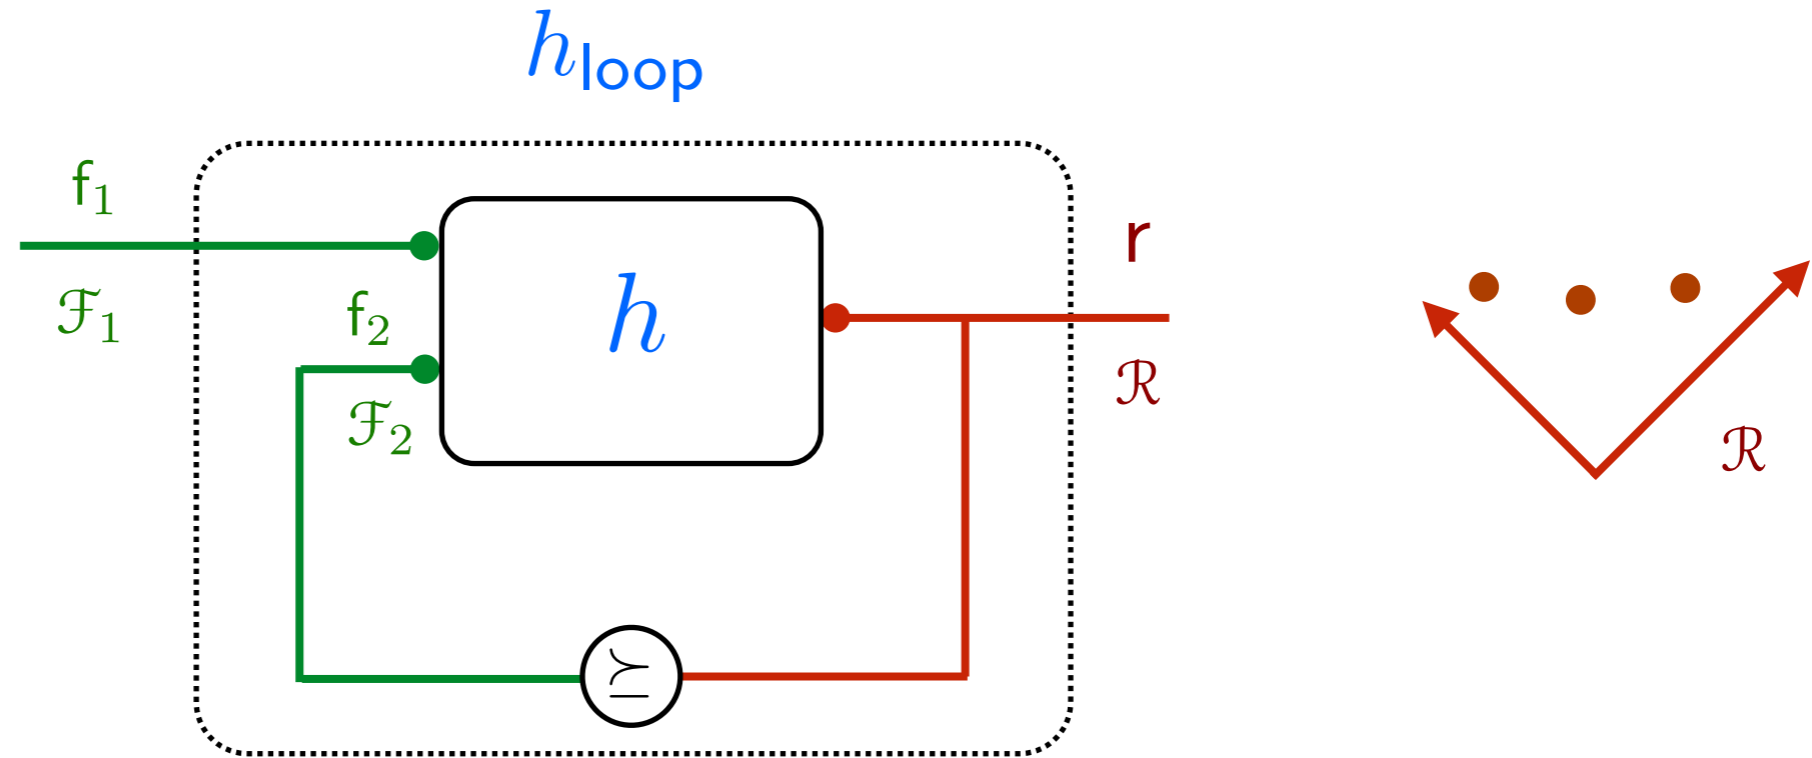 h_loop
f₁
ℱ₁
f₂
ℱ₂
h
r
ℛ
⪰
ℛ